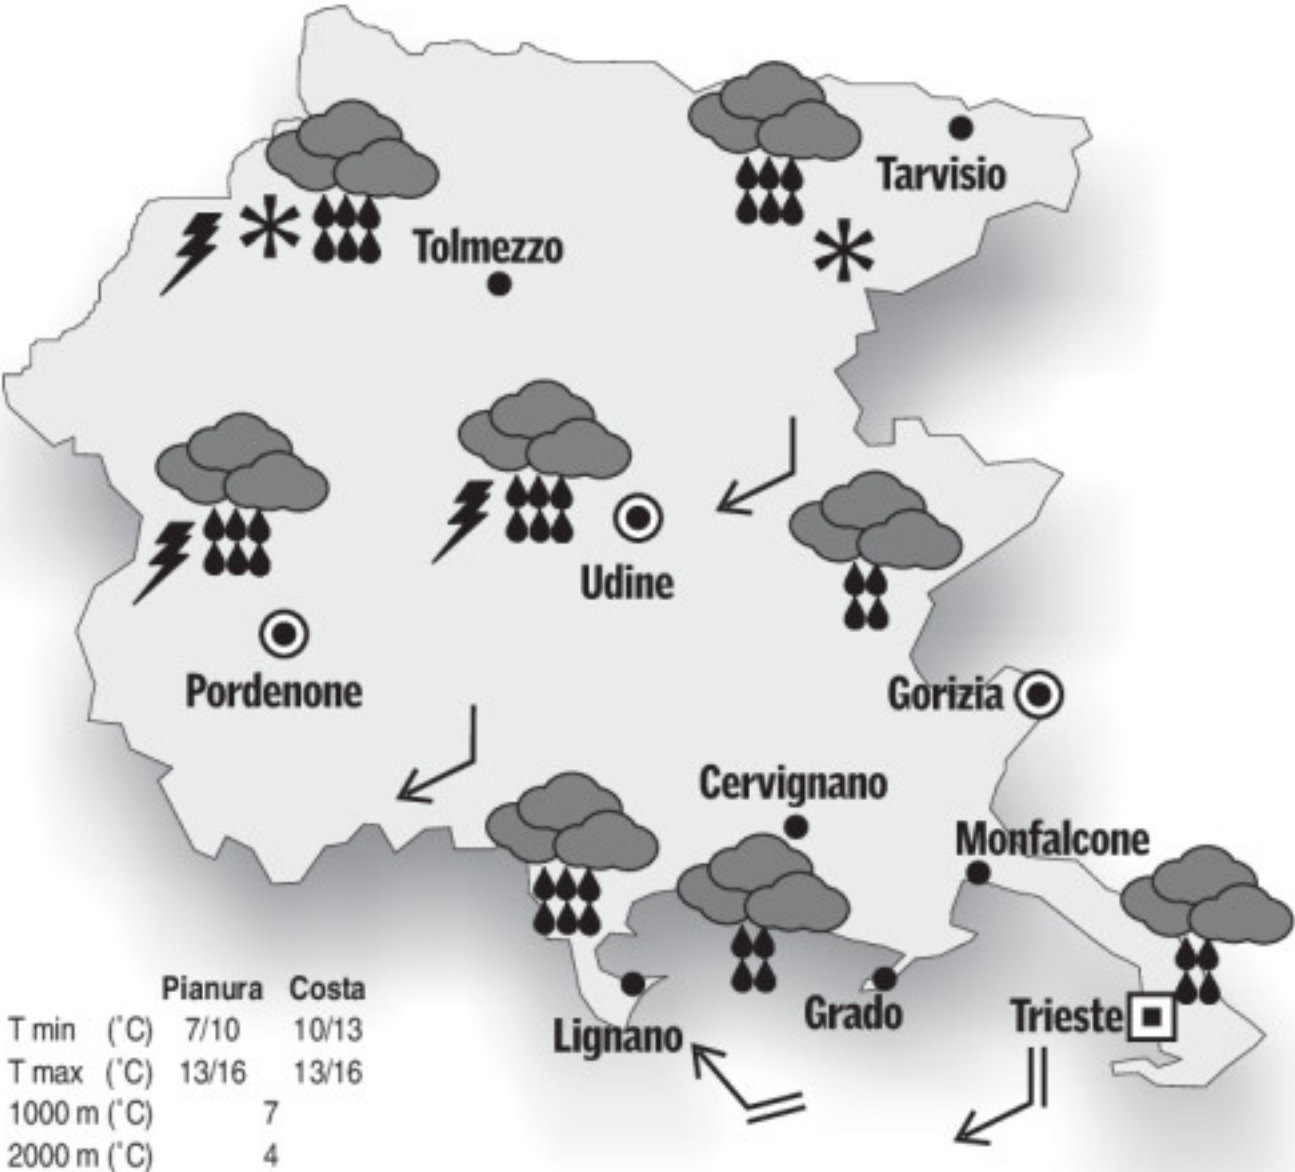 Tarvisio
Tolmezzo
Udine
Pordenone
Gorizia
Cervignano
Monfalcone
Grado
Trieste
Lignano
Pianura Costa
T min (˚C) 7/10 10/13
T max (˚C) 13/16 13/16
1000 m (˚C) 7
2000 m (˚C) 4